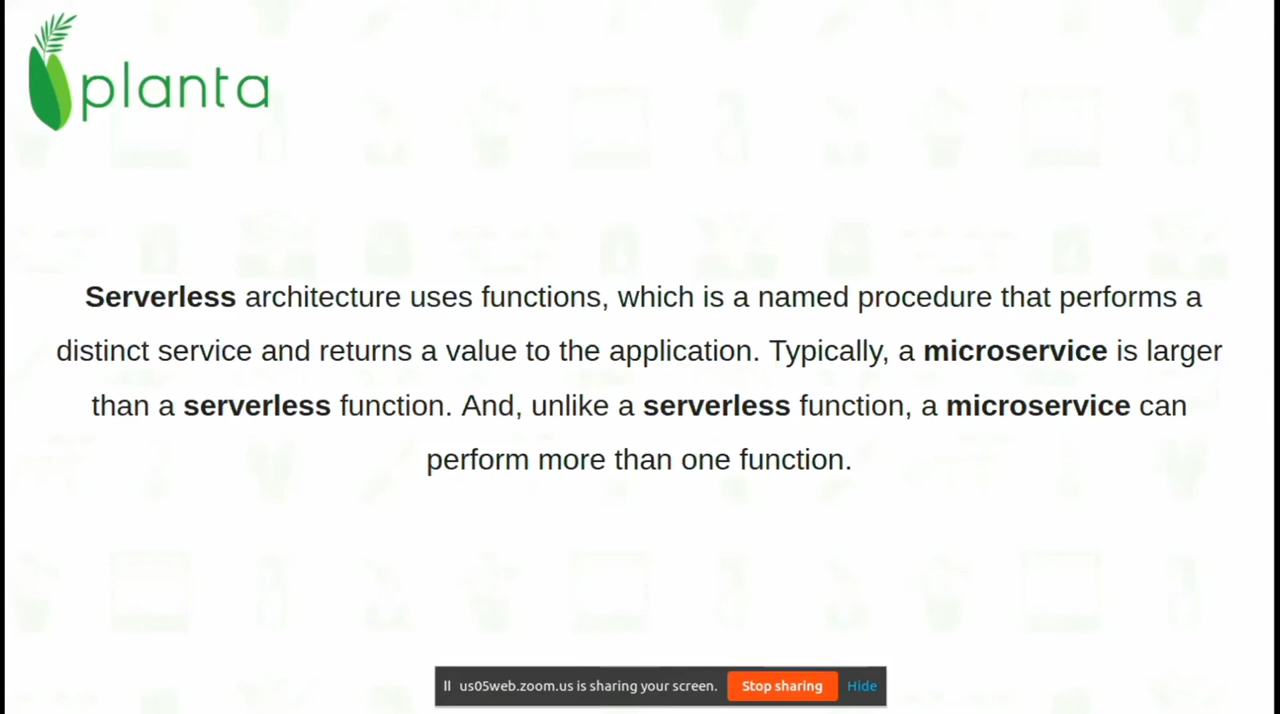 planta
Serverless architecture uses functions, which is a named procedure that performs a
distinct service and returns a value to the application. Typically, a microservice is larger
than a serverless function. And, unlike a serverless function, a microservice can
perform more than one function.
us05web.zoom.us is sharing your screen. Stop sharing Hide